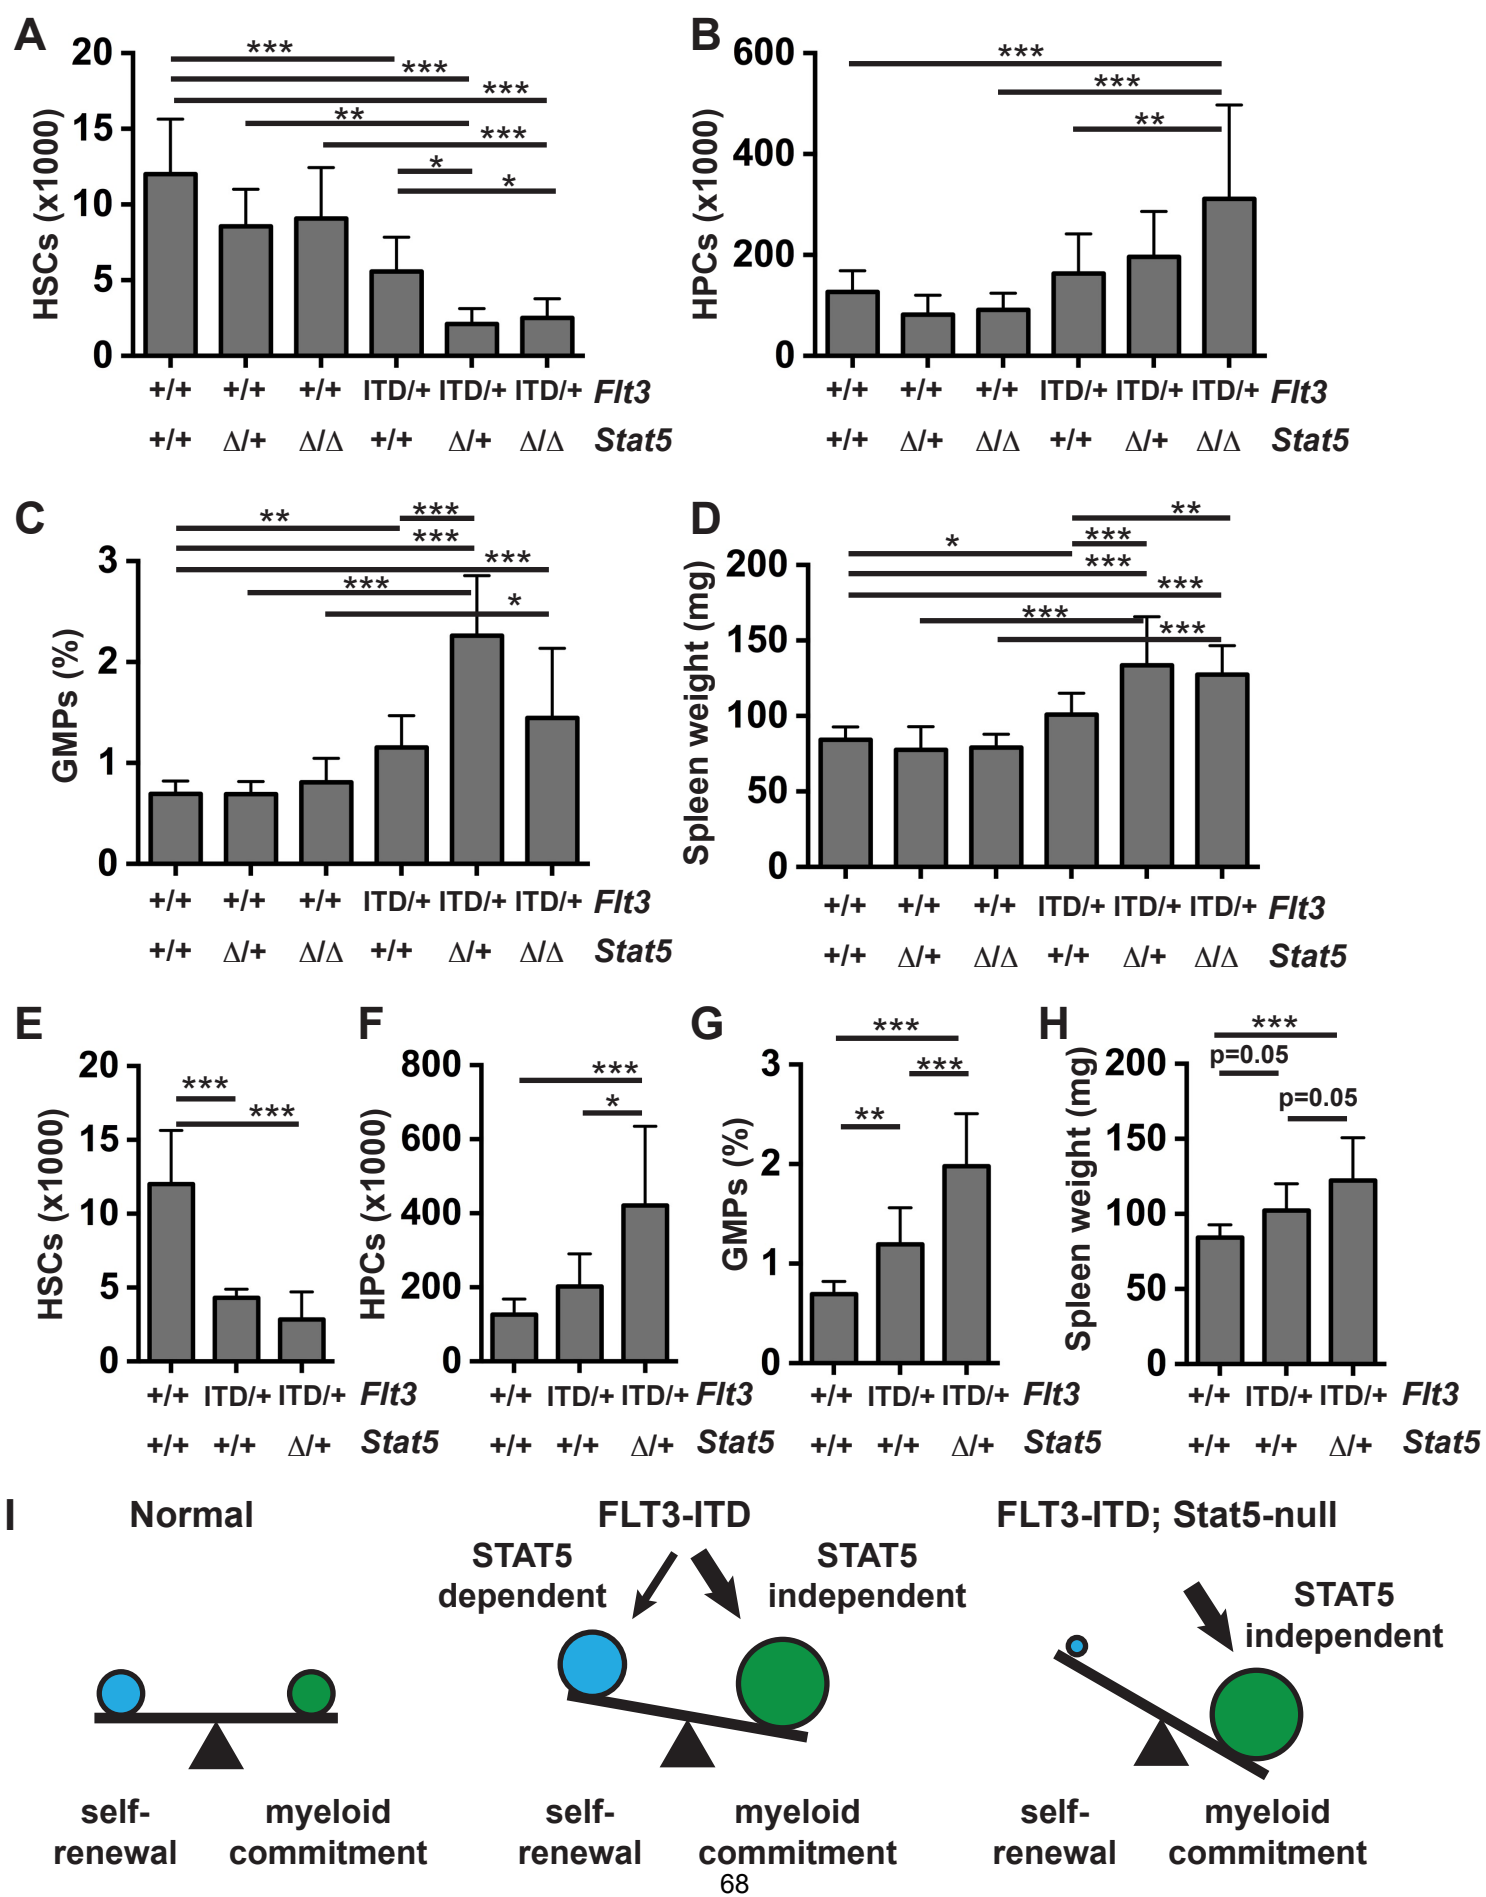 A
HSCs (x1000)
20
15
10
5
0
***
***
***
**
***
*
*
+/+ +/+ +/+ ITD/+ ITD/+ ITD/+ Flt3
+/+ Δ/+ Δ/Δ +/+ Δ/+ Δ/Δ Stat5
B
HPCs (x1000)
600
400
200
0
***
***
**
+/+ +/+ +/+ ITD/+ ITD/+ ITD/+ Flt3
+/+ Δ/+ Δ/Δ +/+ Δ/+ Δ/Δ Stat5
C
GMPs (%)
3
2
1
0
***
**
***
***
***
*
+/+ +/+ +/+ ITD/+ ITD/+ ITD/+ Flt3
+/+ Δ/+ Δ/Δ +/+ Δ/+ Δ/Δ Stat5
D
Spleen weight (mg)
200
150
100
50
0
**
***
*
***
***
***
***
+/+ +/+ +/+ ITD/+ ITD/+ ITD/+ Flt3
+/+ Δ/+ Δ/Δ +/+ Δ/+ Δ/Δ Stat5
E
HSCs (x1000)
20
15
10
5
0
***
***
+/+ ITD/+ ITD/+ Flt3
+/+ +/+ Δ/+ Stat5
F
HPCs (x1000)
800
600
400
200
0
***
*
+/+ ITD/+ ITD/+ Flt3
+/+ +/+ Δ/+ Stat5
G
GMPs (%)
3
2
1
0
***
***
**
+/+ ITD/+ ITD/+ Flt3
+/+ +/+ Δ/+ Stat5
H
Spleen weight (mg)
200
150
100
50
0
***
p=0.05
p=0.05
+/+ ITD/+ ITD/+ Flt3
+/+ +/+ Δ/+ Stat5
I
Normal
self-
renewal
myeloid
commitment
FLT3-ITD
STAT5
dependent
STAT5
independent
self-
renewal
myeloid
commitment
FLT3-ITD; Stat5-null
STAT5
independent
self-
renewal
myeloid
commitment
68